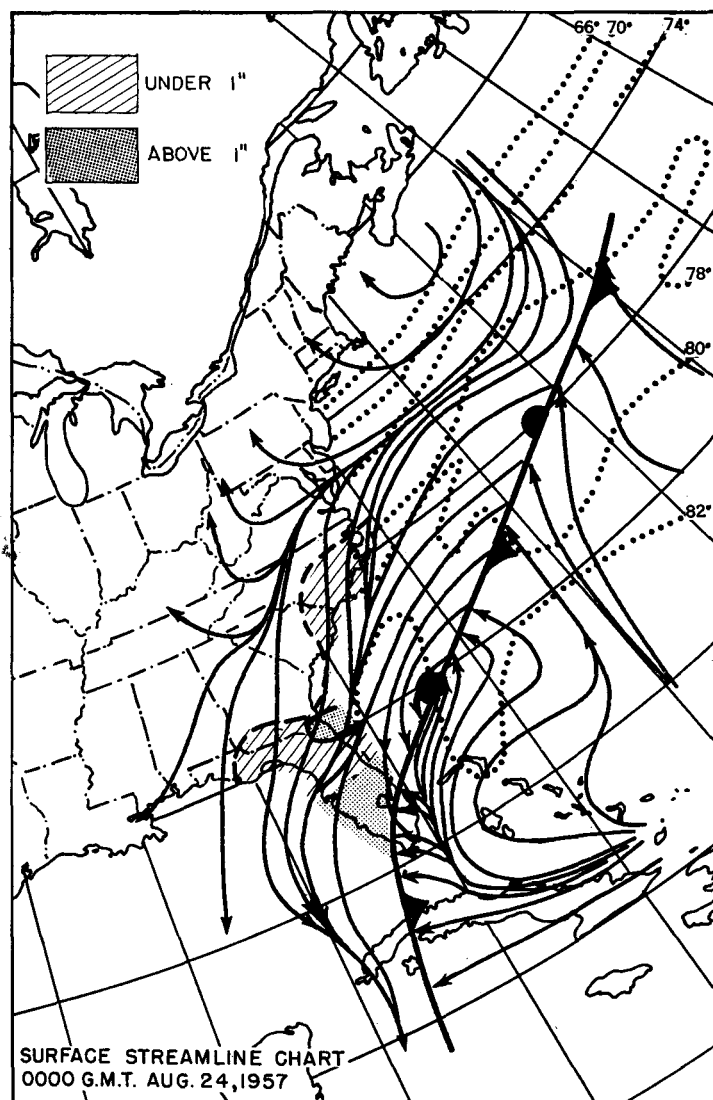 66° 70° 74°
UNDER 1"
ABOVE 1"
78°
80°
82°
SURFACE STREAMLINE CHART
0000 G.M.T. AUG. 24, 1957